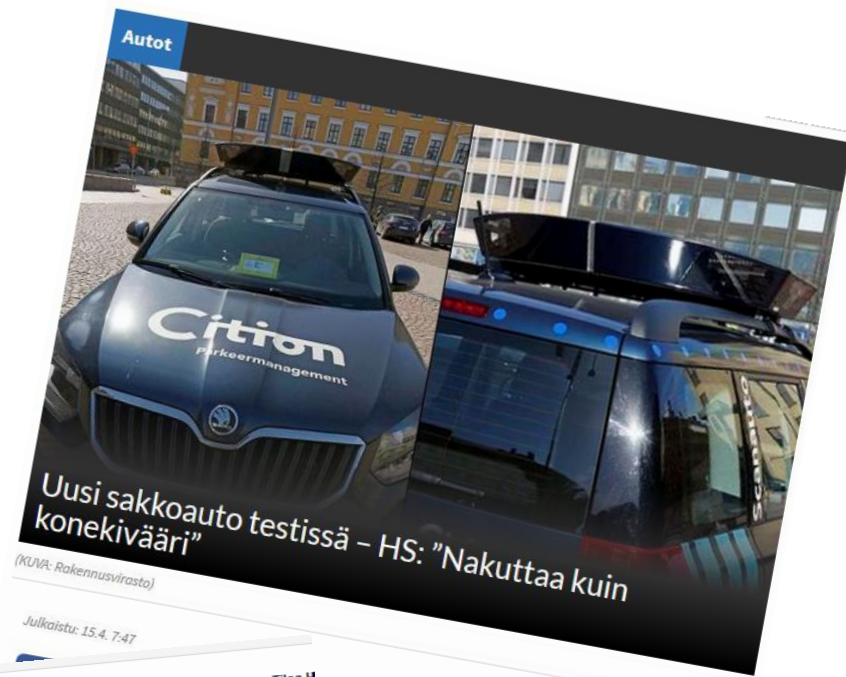 Autot
Cition
Parkeermanagement
Uusi sakkoauto testissä – HS: ”Nakuttaa kuin
konekivääri”
(KUVA: Rakennusvirasto)
Julkaistu: 15.4. 7:47